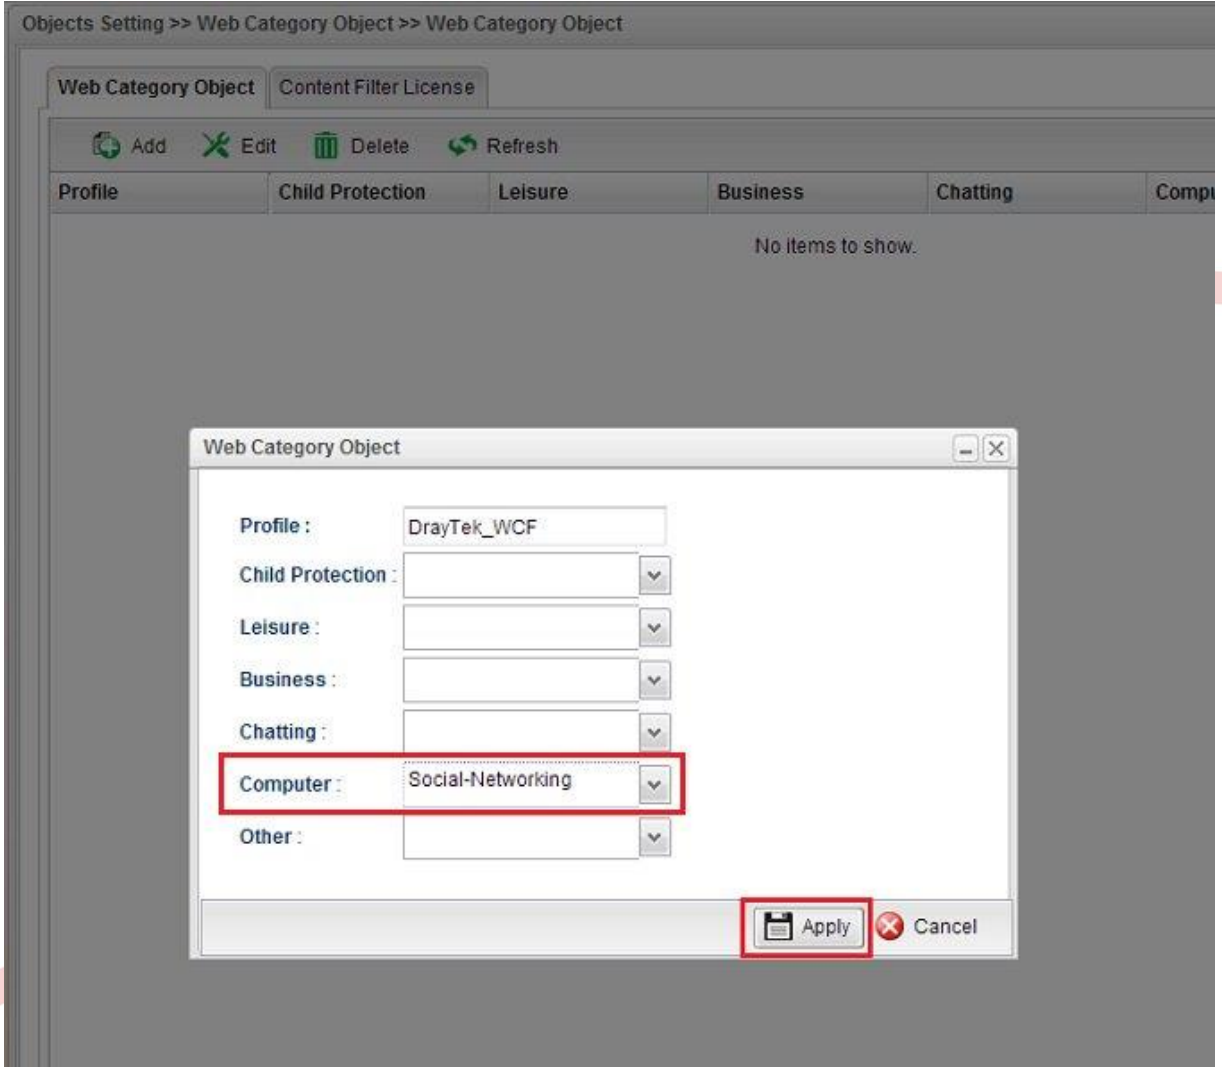 Objects Setting >> Web Category Object >> Web Category Object
Web Category Object Content Filter License
Add Edit Delete Refresh
Profile Child Protection Leisure Business Chatting Compu
No items to show.
Web Category Object
Profile : DrayTek_WCF
Child Protection :
Leisure :
Business :
Chatting :
Computer : Social-Networking
Other :
Apply Cancel